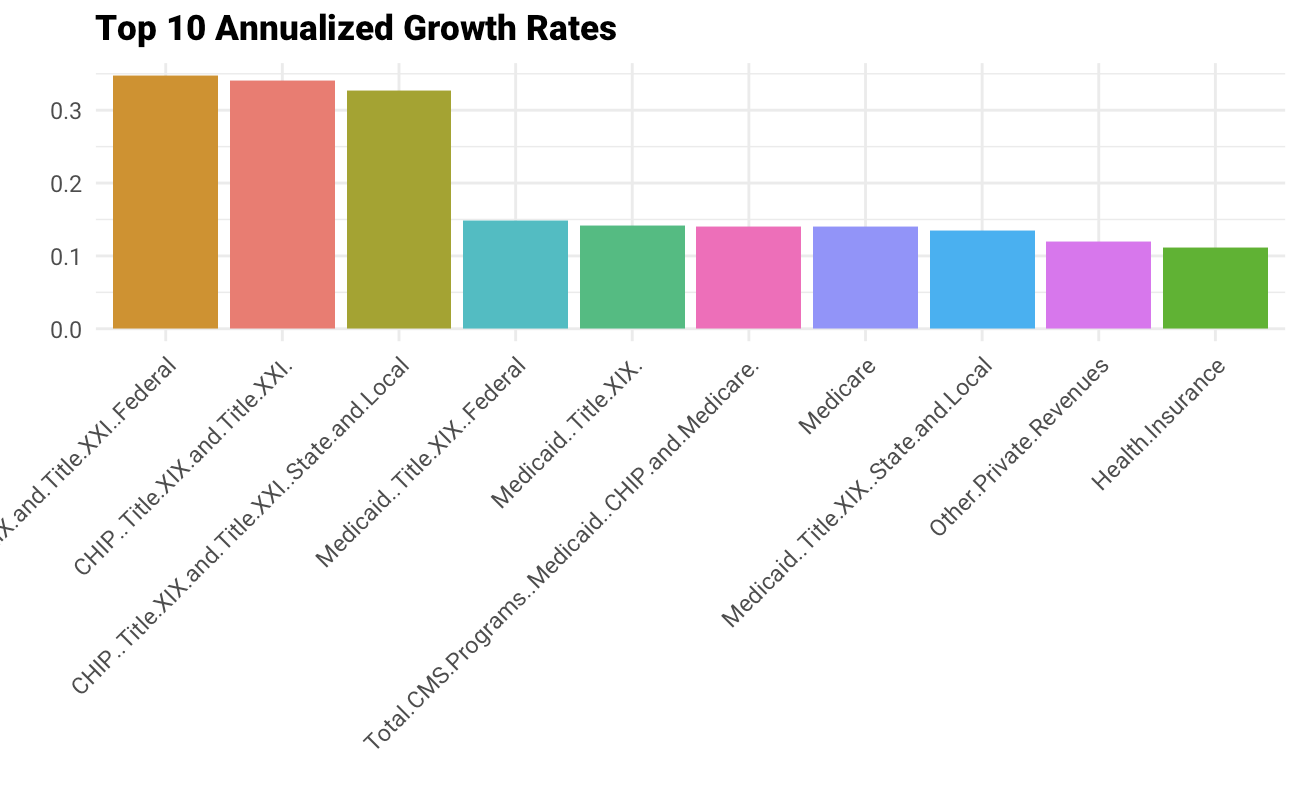 Top 10 Annualized Growth Rates
0.3
0.2
0.1
0.0
IX.and.Title.XXI..Federal
CHIP..Title.XIX.and.Title.XXI.
CHIP..Title.XIX.and.Title.XXI..State.and.Local
Medicaid..Title.XIX..Federal
Medicaid..Title.XIX.
Total.CMS.Programs..Medicaid..CHIP.and.Medicare.
Medicare
Medicaid..Title.XIX..State.and.Local
Other.Private.Revenues
Health.Insurance